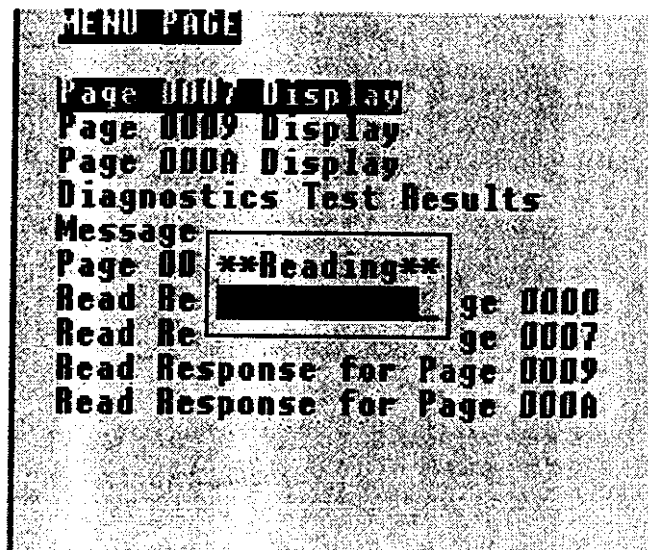 MENU PAGE
Page 0007 Display
Page 0009 Display
Page 000A Display
Diagnostics Test Results
Message
Page 00
**Reading**
Read Re ge 0000
Read Re ge 0007
Read Response for Page 0009
Read Response for Page 000A